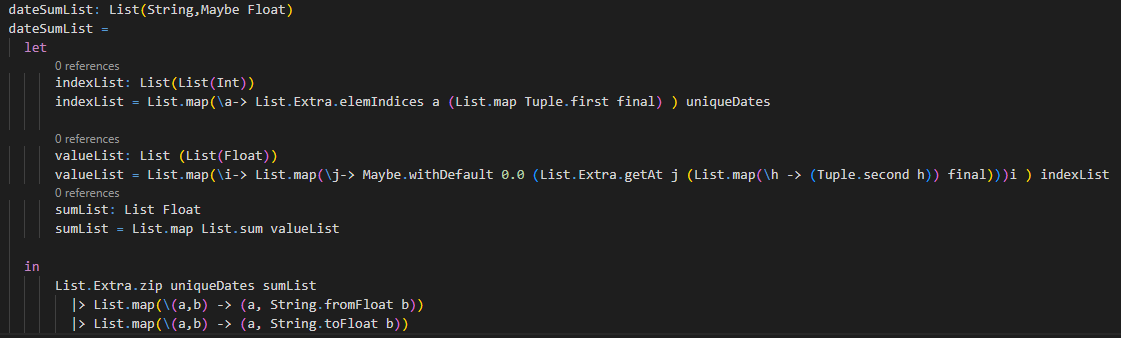 dateSumList: List(String,Maybe Float)
dateSumList =
let
0 references
indexList: List(List(Int))
indexList = List.map(\a-> List.Extra.elemIndices a (List.map Tuple.first final) ) uniqueDates
0 references
valueList: List (List(Float))
valueList = List.map(\i-> List.map(\j-> Maybe.withDefault 0.0 (List.Extra.getAt j (List.map(\h -> (Tuple.second h)) final)))i ) indexList
0 references
sumList: List Float
sumList = List.map List.sum valueList
in
List.Extra.zip uniqueDates sumList
|> List.map(\(a,b) -> (a, String.fromFloat b))
|> List.map(\(a,b) -> (a, String.toFloat b))